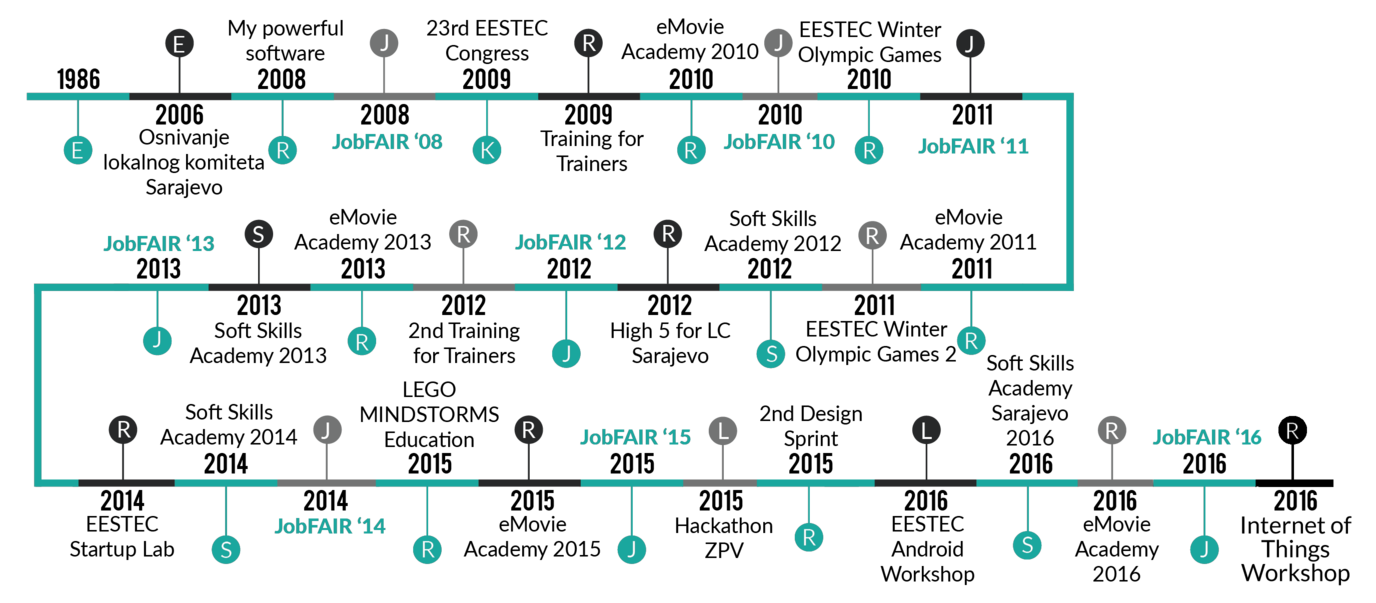 1986
E
E
2006
Osnivanje
lokalnog komiteta
Sarajevo
My powerful
software
2008
R
J
2008
JobFAIR ‘08
23rd EESTEC
Congress
2009
K
R
2009
Training for
Trainers
eMovie
Academy 2010
2010
R
J
2010
JobFAIR ‘10
EESTEC Winter
Olympic Games
2010
R
J
2011
JobFAIR ‘11
eMovie
Academy 2011
2011
R
R
2011
EESTEC Winter
Olympic Games 2
Soft Skills
Academy 2012
2012
S
R
2012
High 5 for LC
Sarajevo
JobFAIR ‘12
2012
J
R
2012
2nd Training
for Trainers
eMovie
Academy 2013
2013
R
S
2013
Soft Skills
Academy 2013
JobFAIR ‘13
2013
J
R
2014
EESTEC
Startup Lab
Soft Skills
Academy 2014
2014
S
J
2014
JobFAIR ‘14
LEGO
MINDSTORMS
Education
2015
R
R
2015
eMovie
Academy 2015
JobFAIR ‘15
2015
J
L
2015
Hackathon
ZPV
2nd Design
Sprint
2015
R
L
2016
EESTEC
Android
Workshop
Soft Skills
Academy
Sarajevo
2016
2016
S
R
2016
eMovie
Academy
2016
JobFAIR ‘16
2016
J
R
2016
Internet of
Things
Workshop